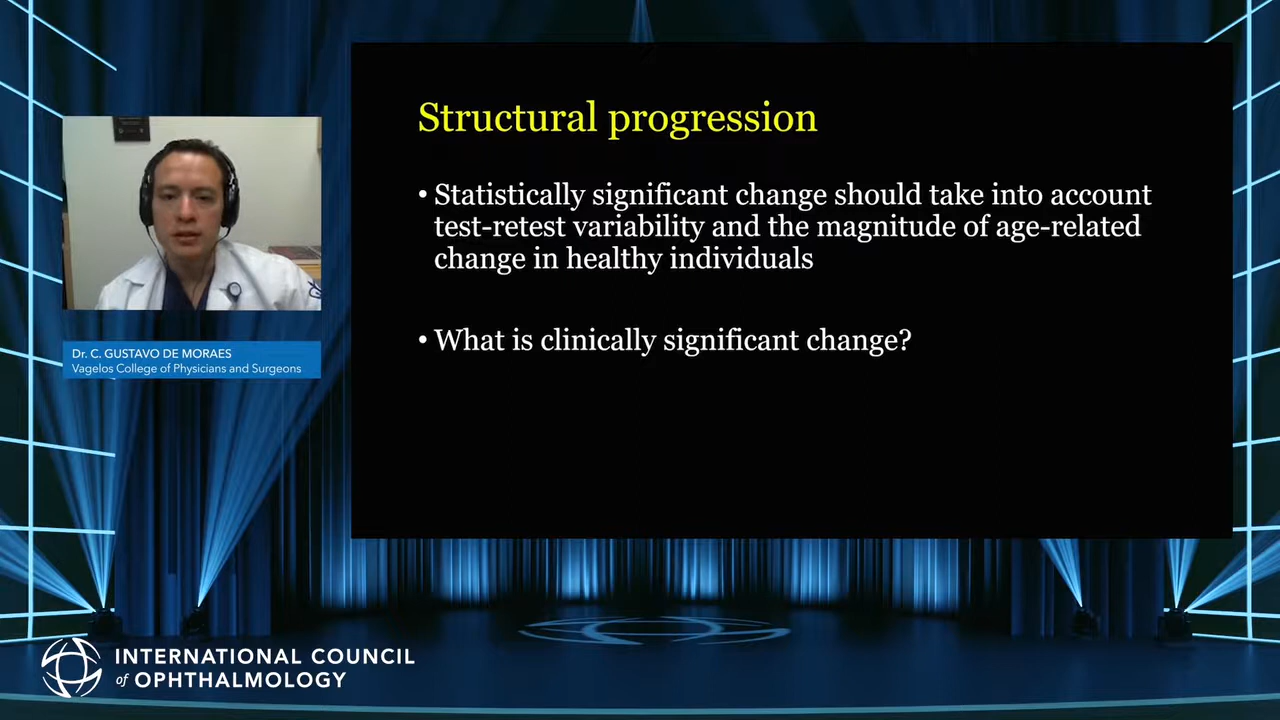 Structural progression
• Statistically significant change should take into account
test-retest variability and the magnitude of age-related
change in healthy individuals
• What is clinically significant change?
Dr. C. GUSTAVO DE MORAES
Vagelos College of Physicians and Surgeons
INTERNATIONAL COUNCIL
of OPHTHALMOLOGY